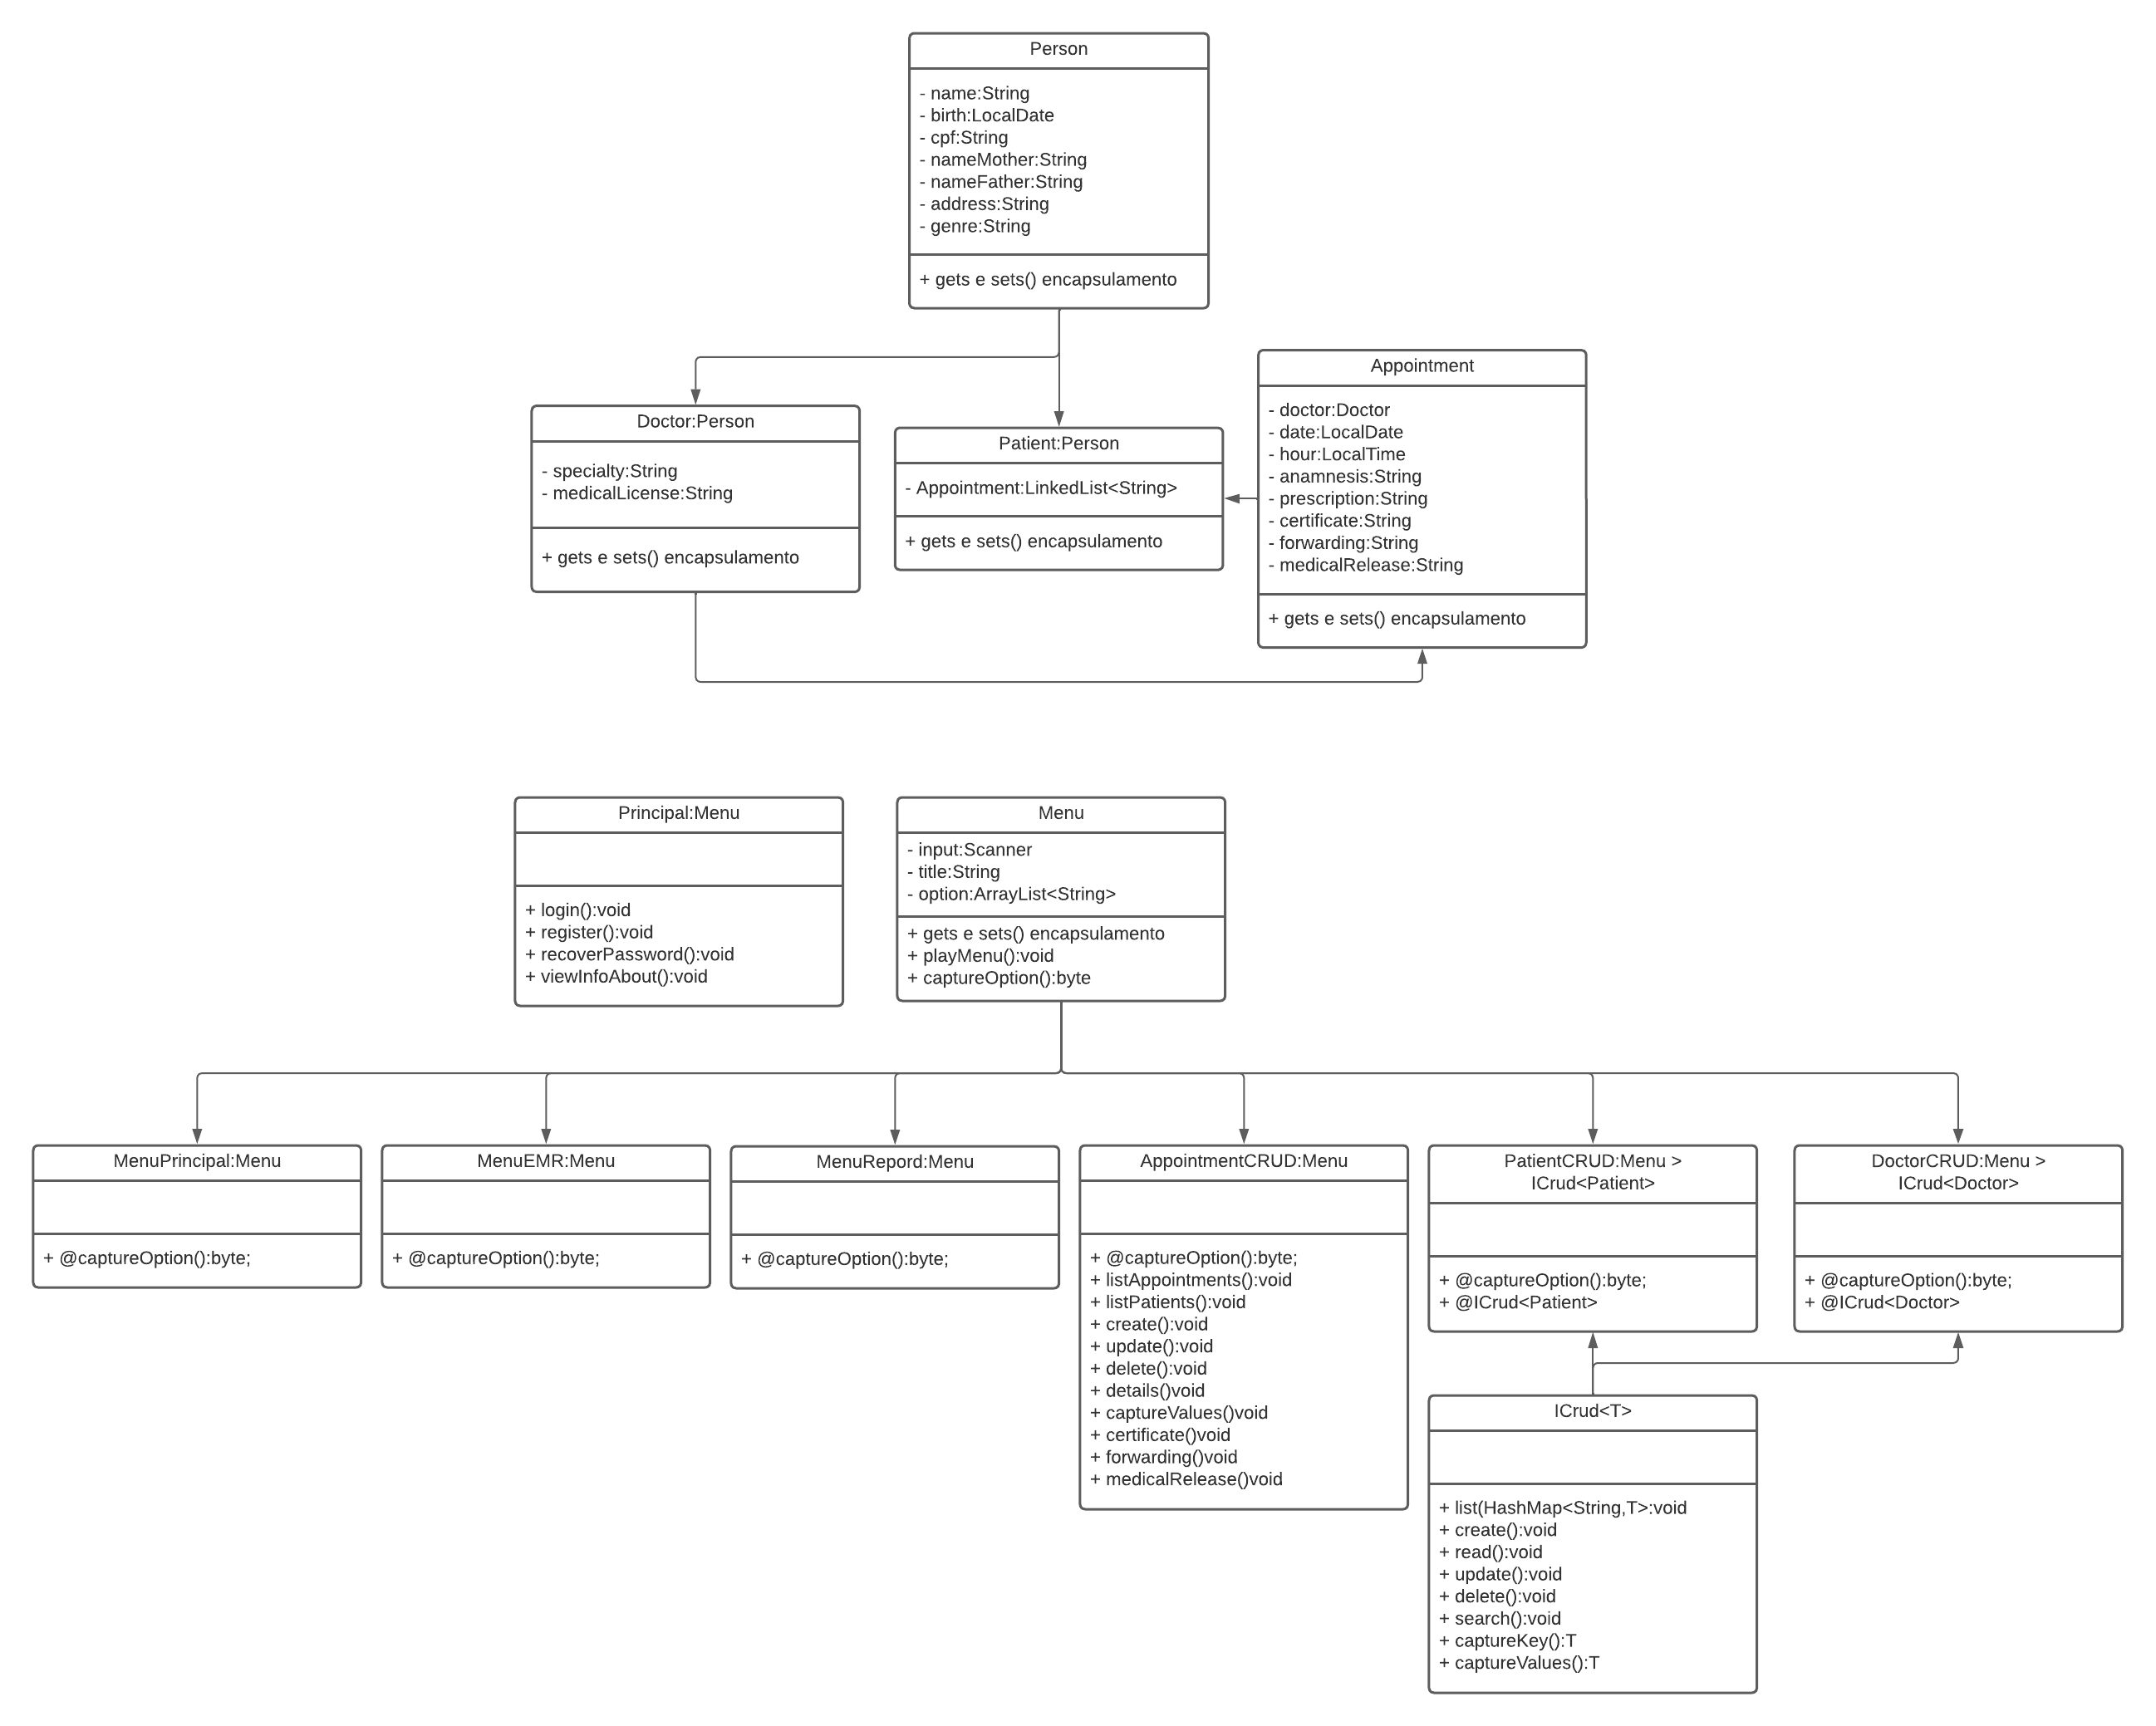 Person
- name:String
- birth:LocalDate
- cpf:String
- nameMother:String
- nameFather:String
- address:String
- genre:String
+ gets e sets() encapsulamento
Doctor:Person
- specialty:String
- medicalLicense:String
+ gets e sets() encapsulamento
Patient:Person
- Appointment:LinkedList<String>
+ gets e sets() encapsulamento
Appointment
- doctor:Doctor
- date:LocalDate
- hour:LocalTime
- anamnesis:String
- prescription:String
- certificate:String
- forwarding:String
- medicalRelease:String
+ gets e sets() encapsulamento
Principal:Menu
+ login():void
+ register():void
+ recoverPassword():void
+ viewInfoAbout():void
Menu
- input:Scanner
- title:String
- option:ArrayList<String>
+ gets e sets() encapsulamento
+ playMenu():void
+ captureOption():byte
MenuPrincipal:Menu
+ @captureOption():byte;
MenuEMR:Menu
+ @captureOption():byte;
MenuRepord:Menu
+ @captureOption():byte;
AppointmentCRUD:Menu
+ @captureOption():byte;
+ listAppointments():void
+ listPatients():void
+ create():void
+ update():void
+ delete():void
+ details()void
+ captureValues()void
+ certificate()void
+ forwarding()void
+ medicalRelease()void
PatientCRUD:Menu >
ICrud<Patient>
+ @captureOption():byte;
+ @ICrud<Patient>
DoctorCRUD:Menu >
ICrud<Doctor>
+ @captureOption():byte;
+ @ICrud<Doctor>
ICrud<T>
+ list(HashMap<String,T>:void
+ create():void
+ read():void
+ update():void
+ delete():void
+ search():void
+ captureKey():T
+ captureValues():T